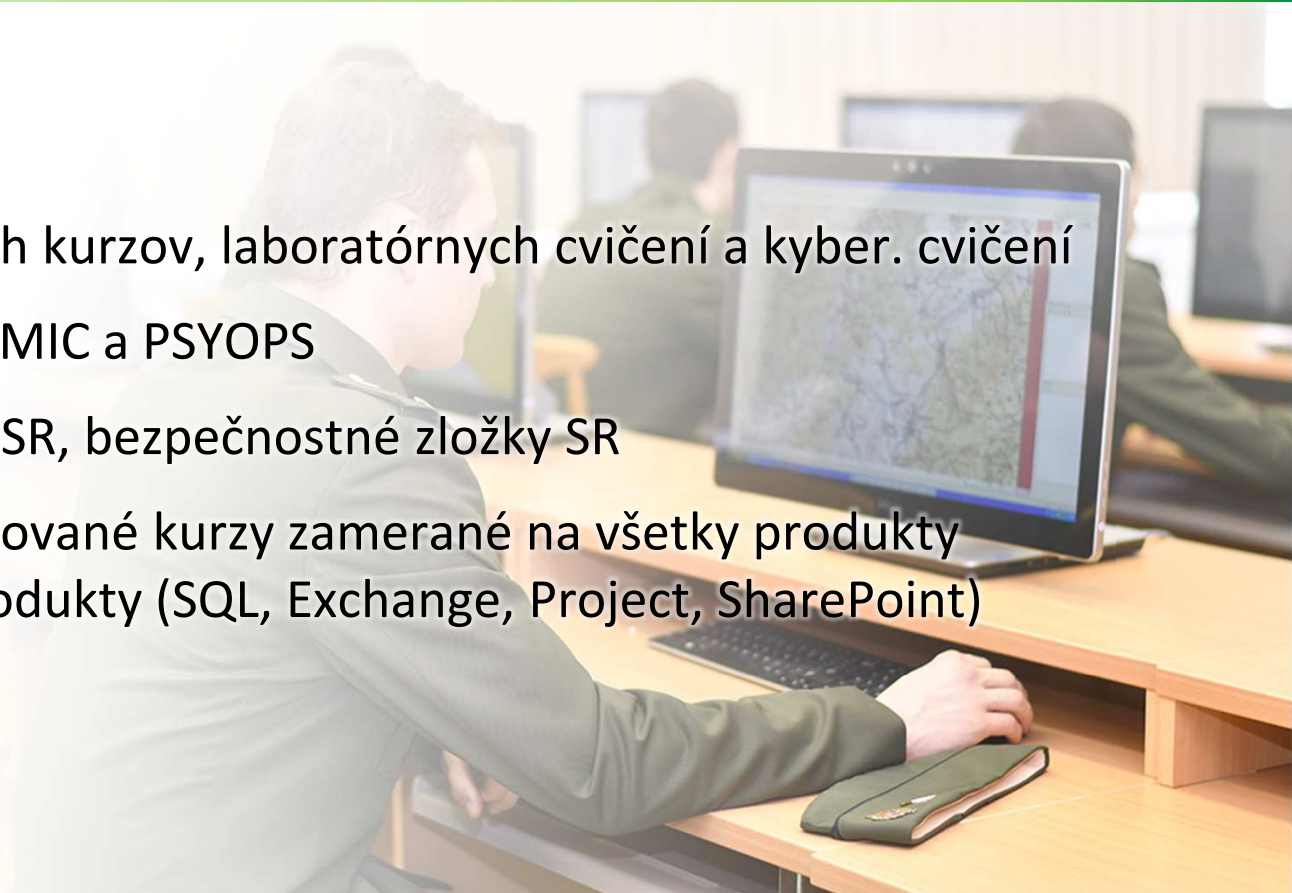 h kurzov, laboratórnych cvičení a kyber. cvičení
MIC a PSYOPS
SR, bezpečnostné zložky SR
ované kurzy zamerané na všetky produkty
odukty (SQL, Exchange, Project, SharePoint)